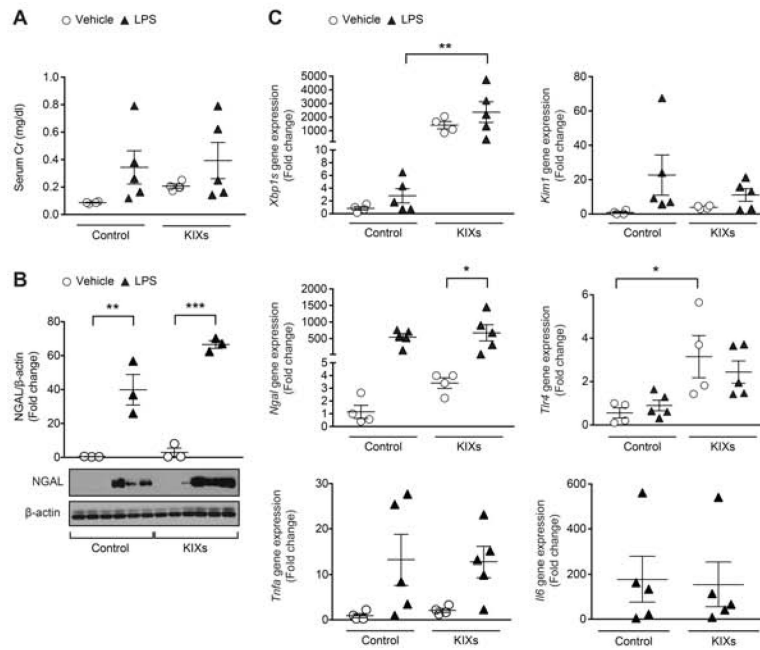 A
○ Vehicle ▲ LPS
Serum Cr (mg/dl)
1.0
0.8
0.6
0.4
0.2
0.0
Control
KIXs
B
○ Vehicle ▲ LPS
NGAL/β-actin
(Fold change)
80
60
40
20
0
**
***
NGAL
β-actin
Control
KIXs
C
○ Vehicle ▲ LPS
Xbp1s gene expression
(Fold change)
5000
4000
3000
2000
1000
10
8
6
4
2
0
**
Control
KIXs
Kim1 gene expression
(Fold change)
80
60
40
20
0
Control
KIXs
Ngal gene expression
(Fold change)
2500
2000
1500
1000
500
5
4
3
2
1
0
*
Control
KIXs
Tlr4 gene expression
(Fold change)
8
6
4
2
0
*
Control
KIXs
Tnfa gene expression
(Fold change)
30
20
10
0
Control
KIXs
Il6 gene expression
(Fold change)
600
400
200
0
Control
KIXs